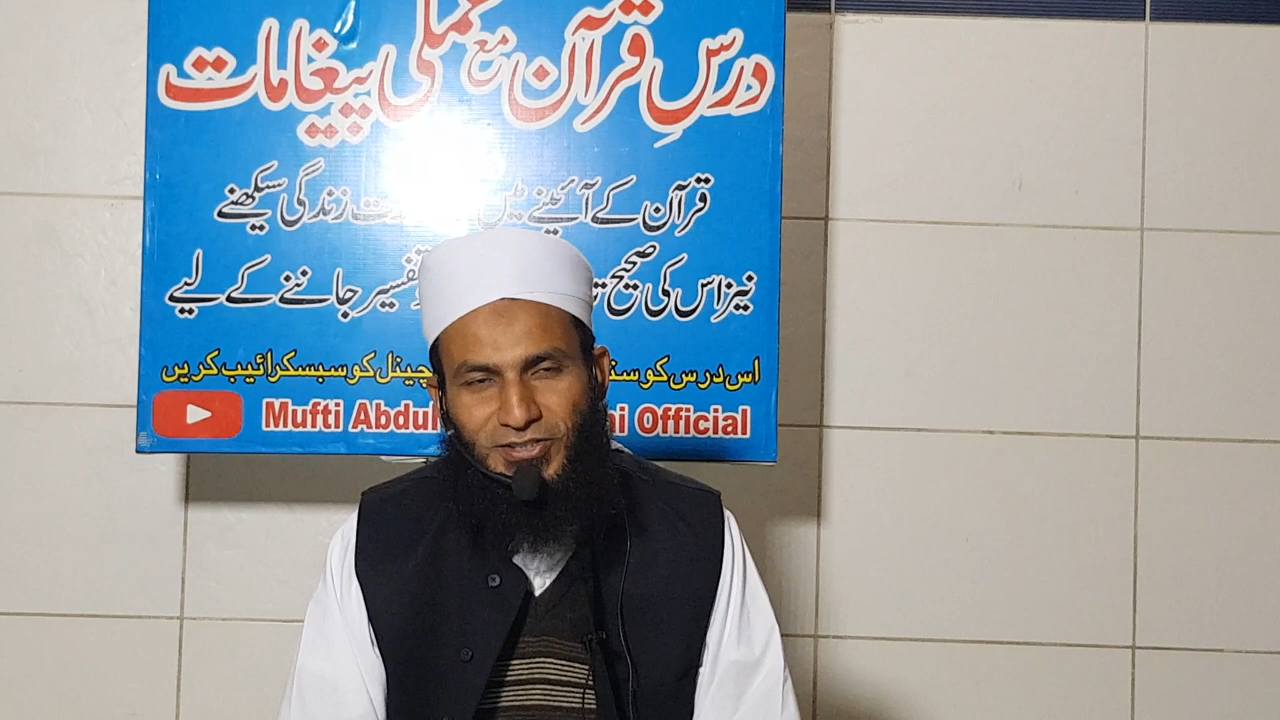 درسِ قرآن مع عملی پیغامات
قرآن کے آئینے میں زندگی سیکھنے
نیز اس کی صحیح تفسیر جاننے کے لیے
اس درس کو چینل کو سبسکرائیب کریں
Mufti Official